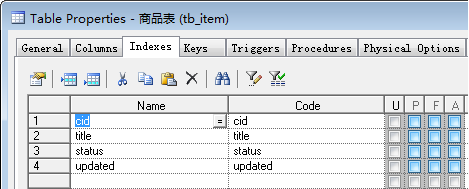 Table Properties - 商品表 (tb_item)
General Columns Indexes Keys Triggers Procedures Physical Options
Name Code U P F A
1 cid = cid
2 title title
3 status status
4 updated updated